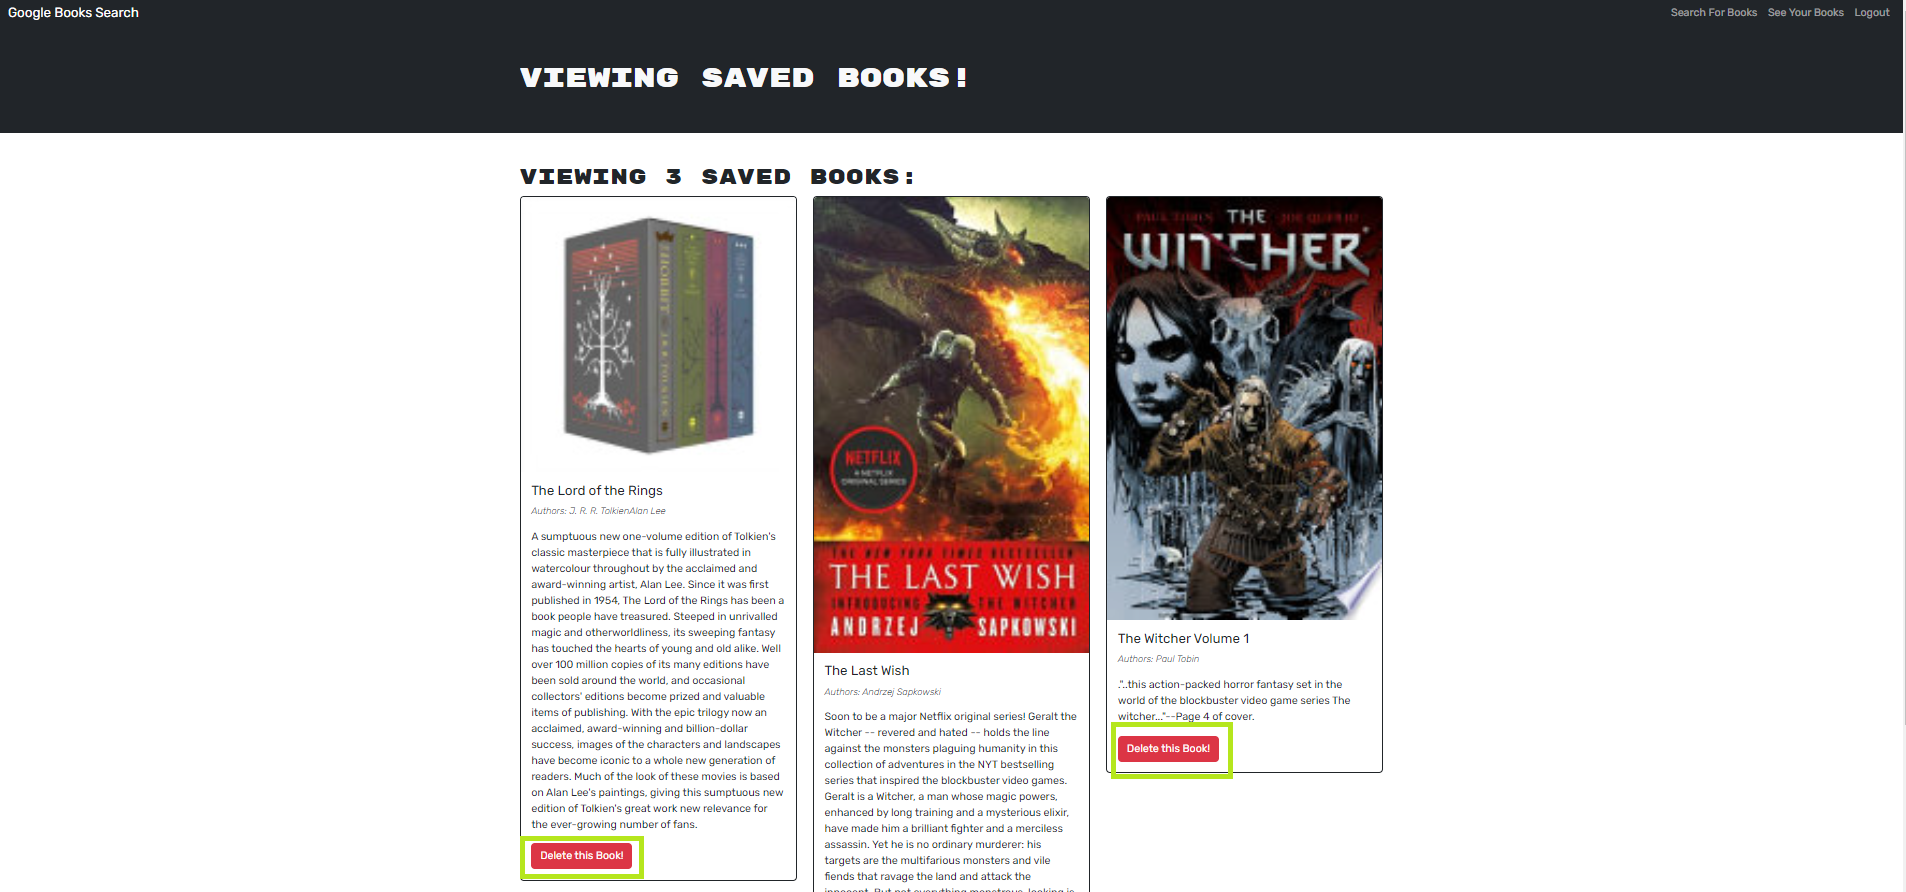 Google Books Search
Search For Books See Your Books Logout
VIEWING SAVED BOOKS!
VIEWING 3 SAVED BOOKS:
THE HOBBIT
J.R.R. TOLKIEN
The Lord of the Rings
Authors: J. R. R. TolkienAlan Lee
A sumptuous new one-volume edition of Tolkien's
classic masterpiece that is fully illustrated in
watercolour throughout by the acclaimed and
award-winning artist, Alan Lee. Since it was first
published in 1954, The Lord of the Rings has been a
book people have treasured. Steeped in unrivalled
magic and otherworldliness, its sweeping fantasy
has touched the hearts of young and old alike. Well
over 100 million copies of its many editions have
been sold around the world, and occasional
collectors' editions become prized and valuable
items of publishing. With the epic trilogy now an
acclaimed, award-winning and billion-dollar
success, images of the characters and landscapes
have become iconic to a whole new generation of
readers. Much of the look of these movies is based
on Alan Lee's paintings, giving this sumptuous new
edition of Tolkien's great work new relevance for
the ever-growing number of fans.
Delete this Book!
NETFLIX
A NETFLIX
ORIGINAL SERIES
THE NEW YORK TIMES BESTSELLER
THE LAST WISH
INTRODUCING THE WITCHER
ANDRZEJ SAPKOWSKI
The Last Wish
Authors: Andrzej Sapkowski
Soon to be a major Netflix original series! Geralt the
Witcher -- revered and hated -- holds the line
against the monsters plaguing humanity in this
collection of adventures in the NYT bestselling
series that inspired the blockbuster video games.
Geralt is a Witcher, a man whose magic powers,
enhanced by long training and a mysterious elixir,
have made him a brilliant fighter and a merciless
assassin. Yet he is no ordinary murderer: his
targets are the multifarious monsters and vile
fiends that ravage the land and attack the
innocent. But not everything monstrous-looking is
PAUL TOBIN THE JOE QUERIO
WITCHER
The Witcher Volume 1
Authors: Paul Tobin
."..this action-packed horror fantasy set in the
world of the blockbuster video game series The
witcher..."--Page 4 of cover.
Delete this Book!